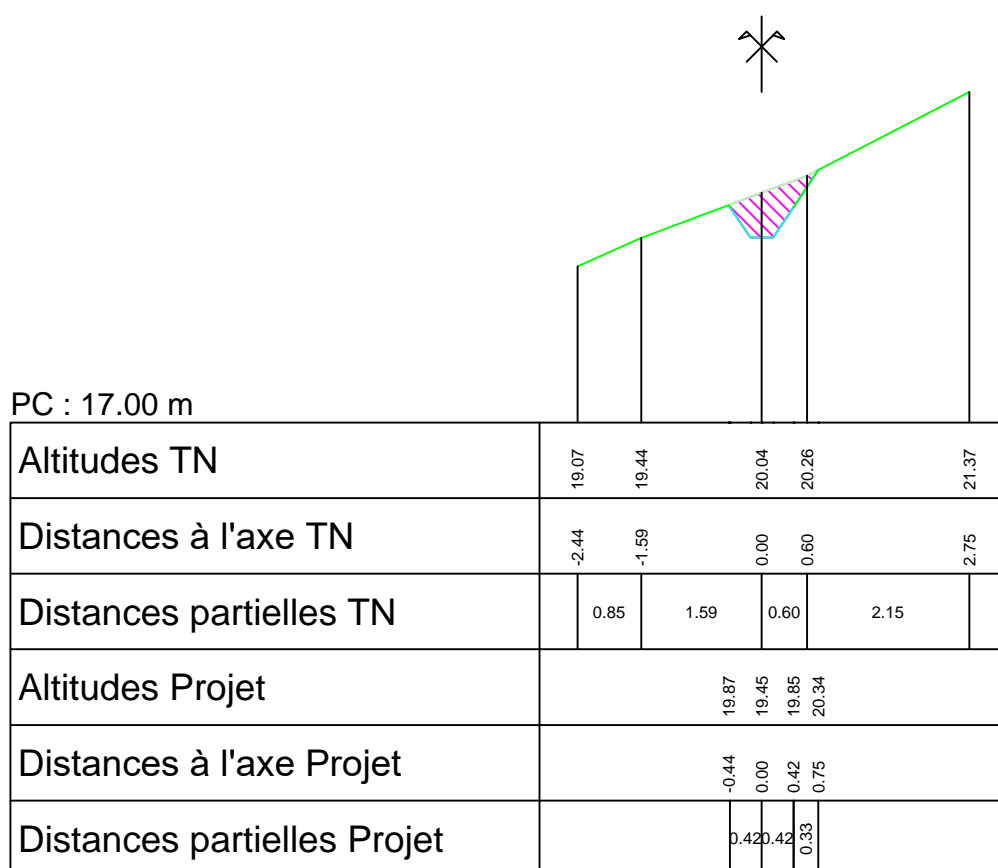 PC : 17.00 m
Altitudes TN 19.07 19.44 20.04 20.26 21.37
Distances à l'axe TN -2.44 -1.59 0.00 0.60 2.75
Distances partielles TN 0.85 1.59 0.60 2.15
Altitudes Projet 19.87 19.45 19.85 20.34
Distances à l'axe Projet -0.44 0.00 0.42 0.75
Distances partielles Projet 0.42 0.42 0.33